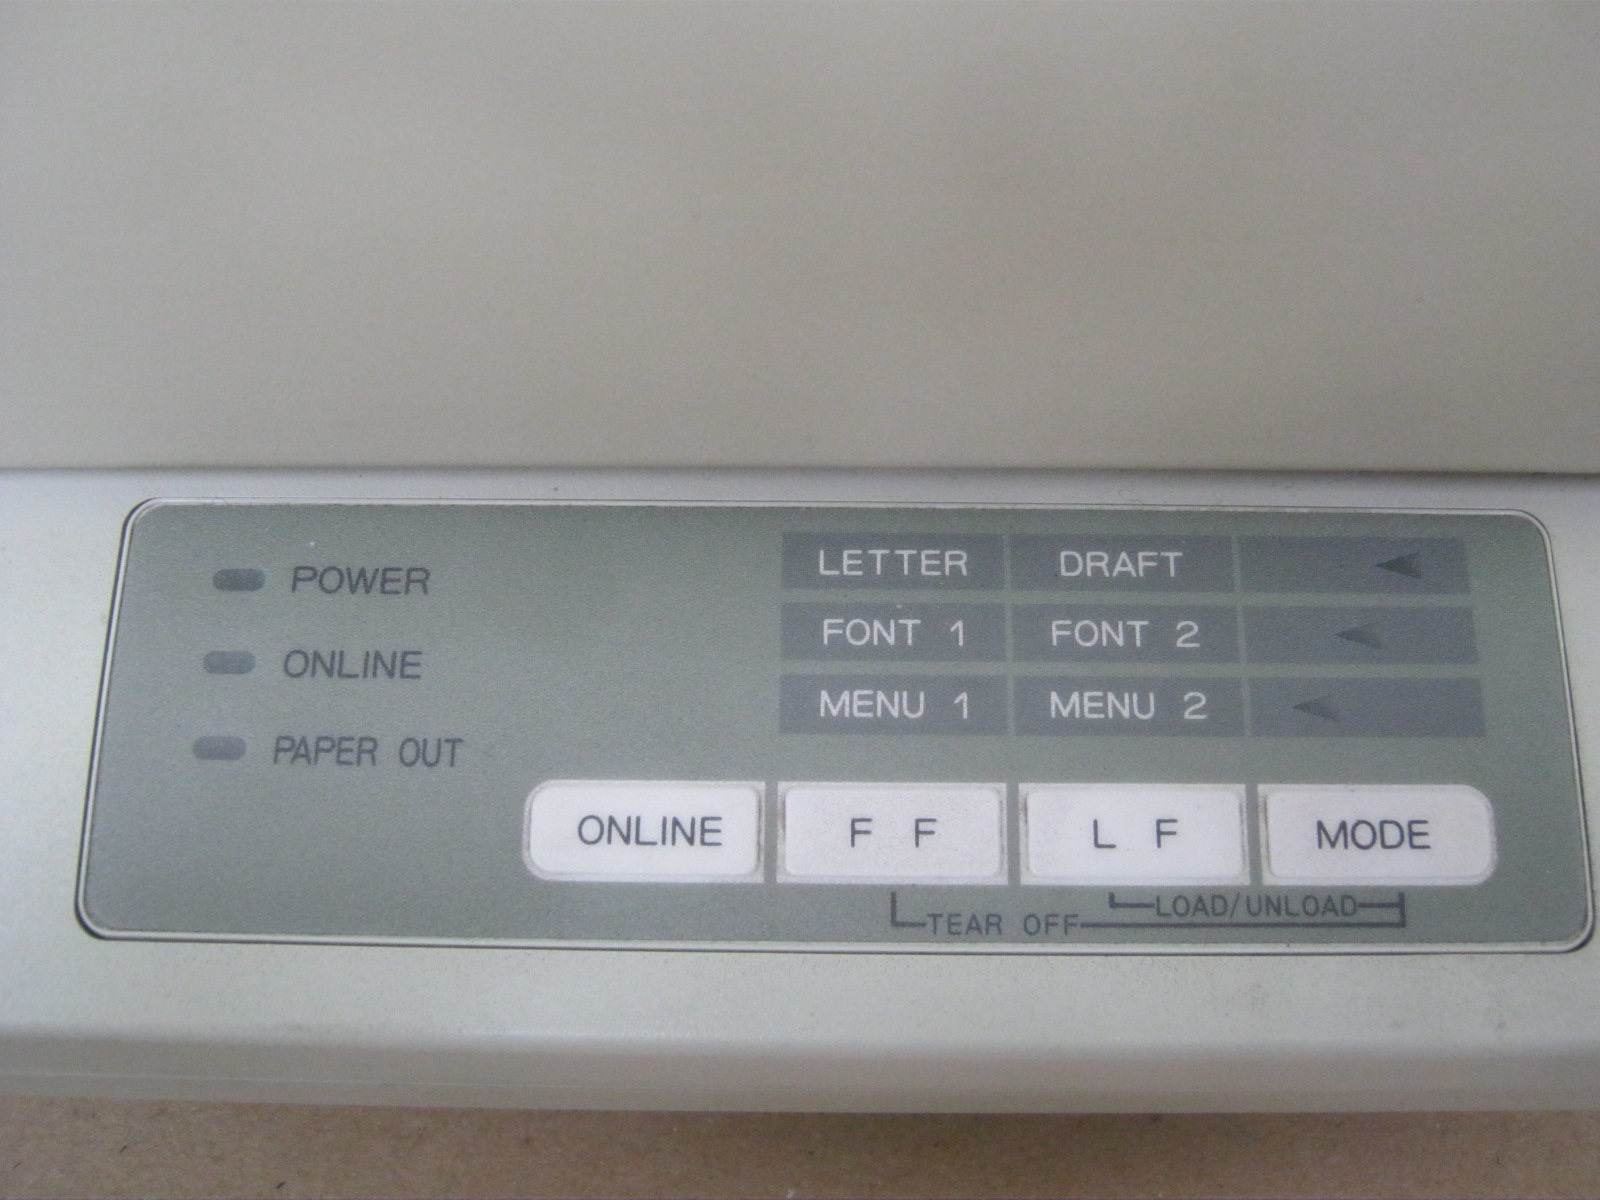 POWER
ONLINE
PAPER OUT
LETTER DRAFT
FONT 1 FONT 2
MENU 1 MENU 2
ONLINE F F L F MODE
LOAD/UNLOAD
TEAR OFF